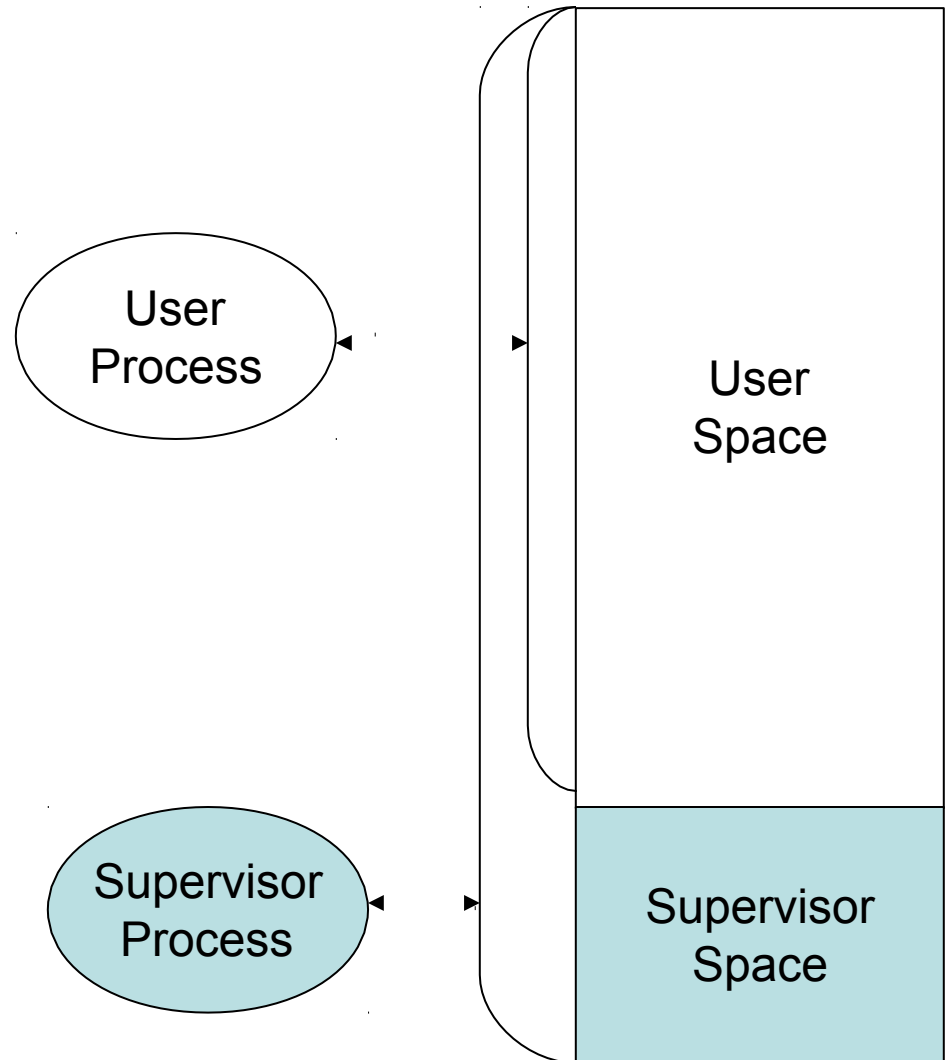 User
Process
User
Space
Supervisor
Process
Supervisor
Space